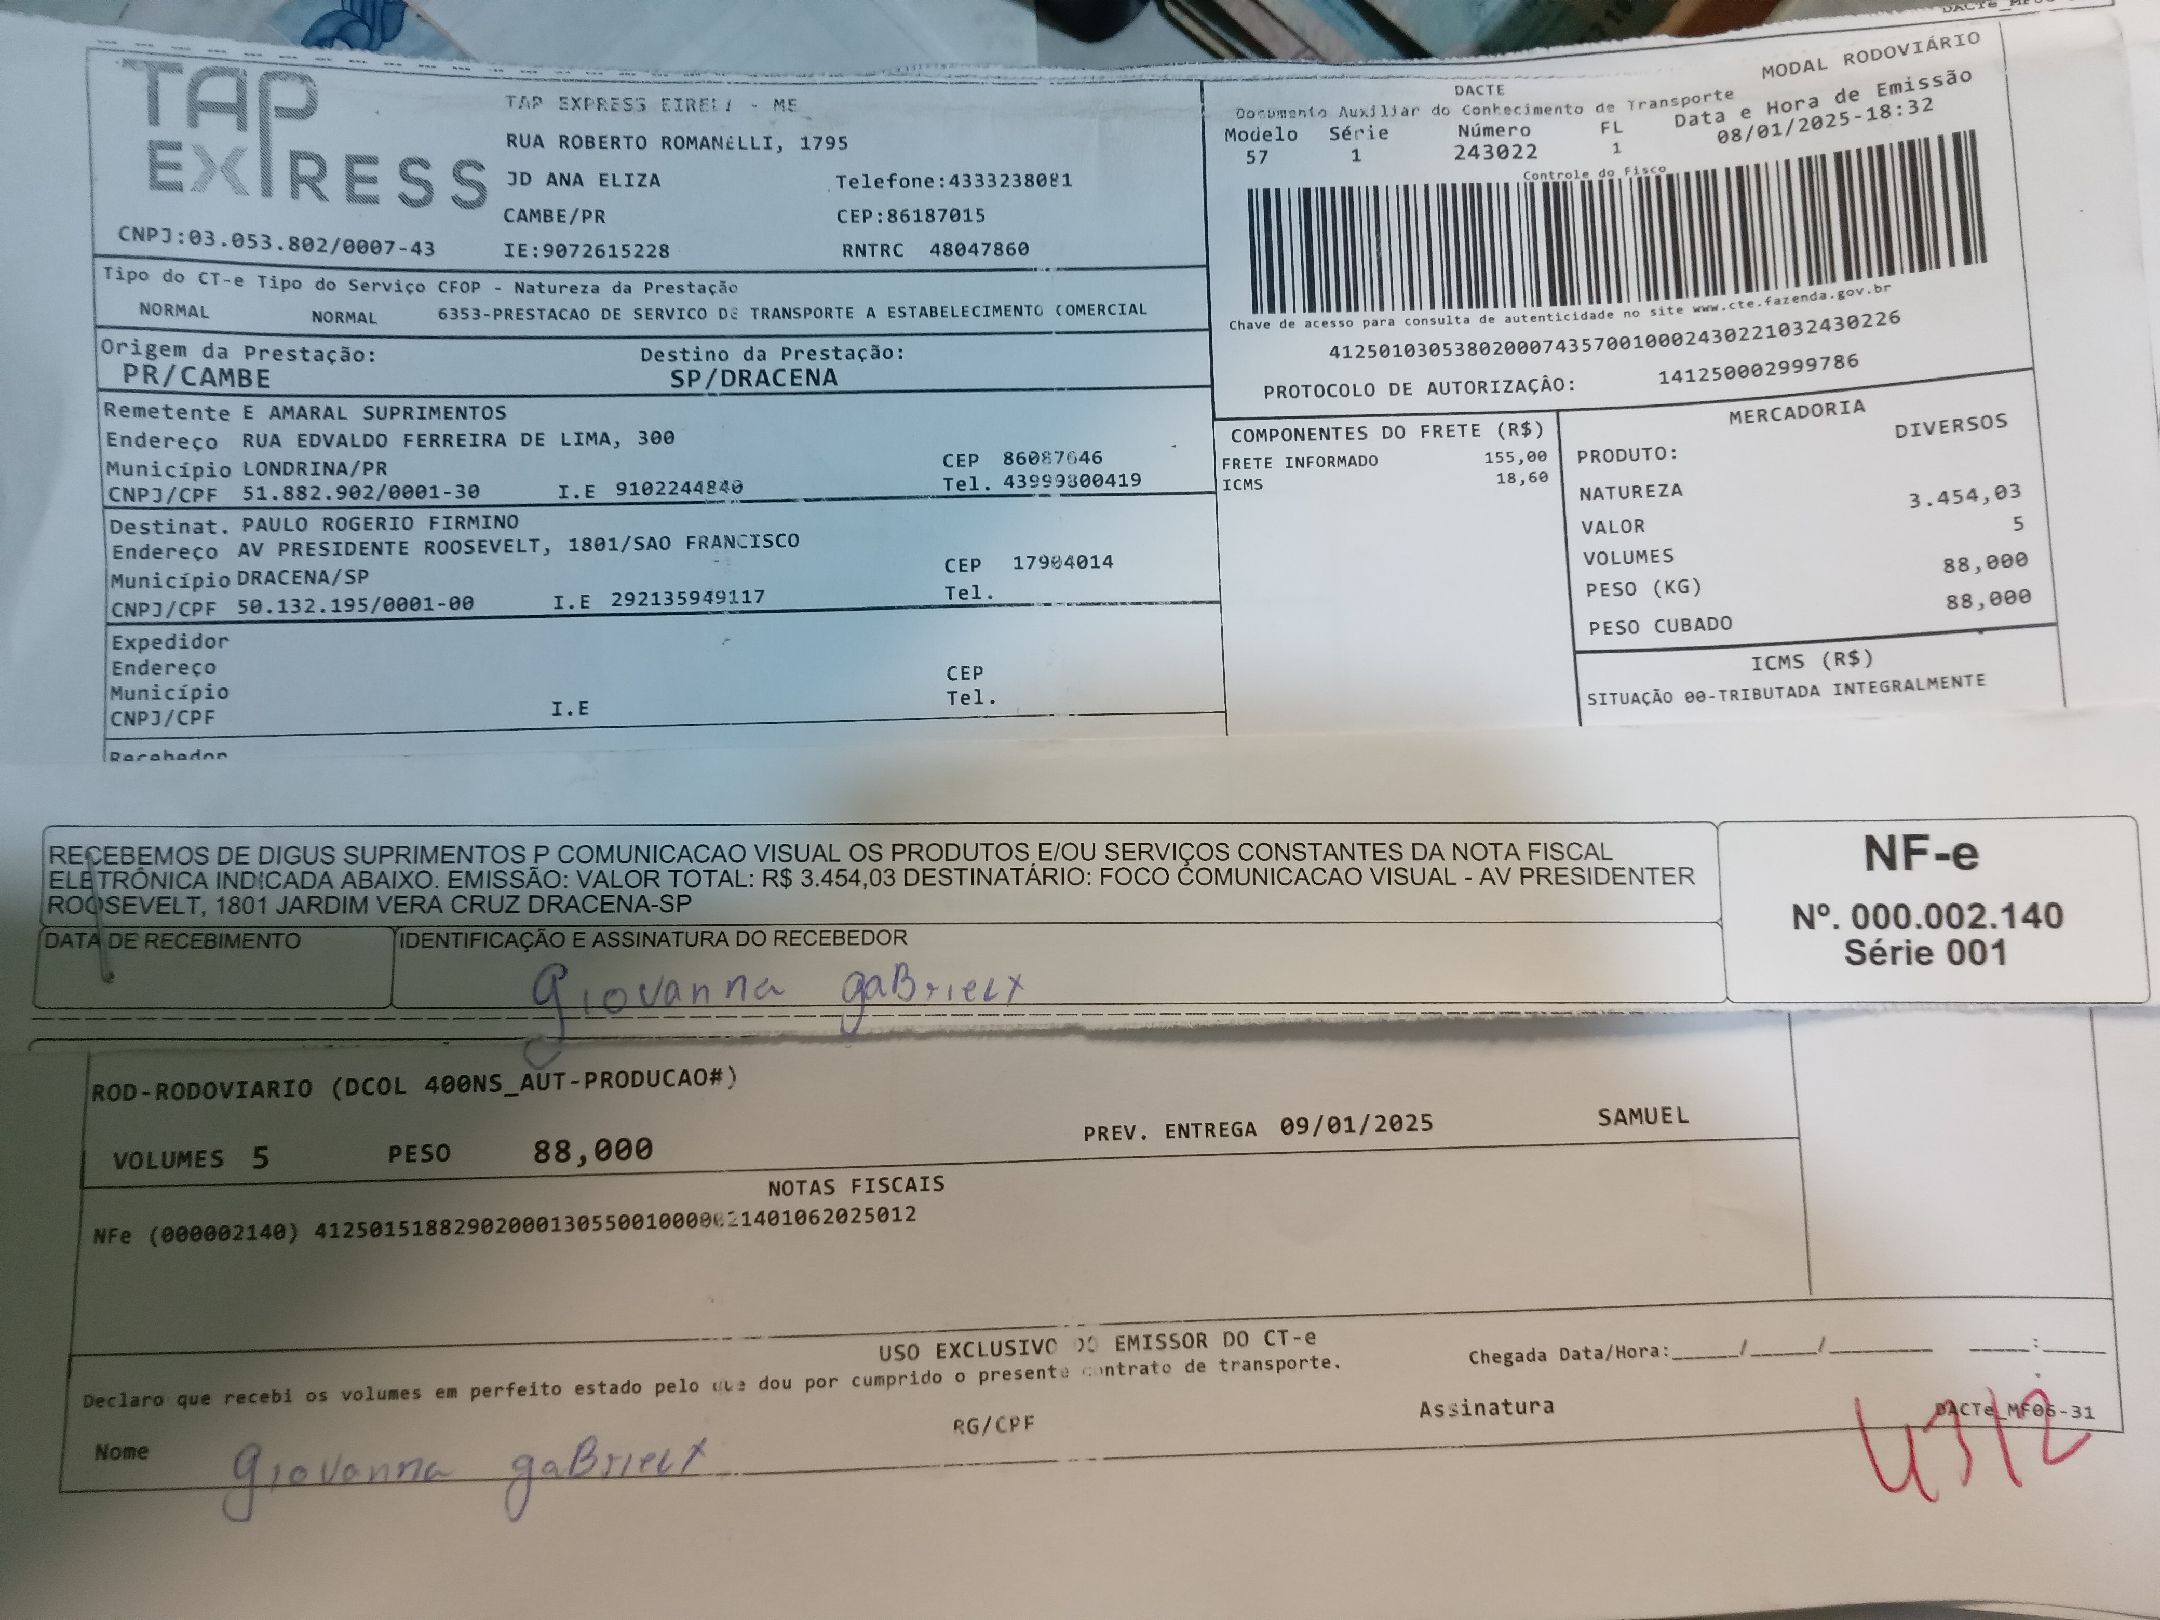 TAP
EXPRESS
CNPJ:03.053.802/0007-43
TAP EXPRESS EIRELI - ME
RUA ROBERTO ROMANELLI, 1795
JD ANA ELIZA Telefone:4333238081
CAMBE/PR CEP:86187015
IE:9072615228 RNTRC 48047860
MODAL RODOVIÁRIO
DACTE
Documento Auxiliar do Conhecimento de Transporte
Modelo Série Número FL Data e Hora de Emissão
57 1 243022 1 08/01/2025-18:32
Controle do Fisco
Chave de acesso para consulta de autenticidade no site www.cte.fazenda.gov.br
41250103053802000743570010002430221032430226
PROTOCOLO DE AUTORIZAÇÂO: 141250002999786
Tipo do CT-e Tipo do Serviço CFOP - Natureza da Prestação
NORMAL NORMAL 6353-PRESTACAO DE SERVICO DE TRANSPORTE A ESTABELECIMENTO COMERCIAL
Origem da Prestação: Destino da Prestação:
PR/CAMBE SP/DRACENA
Remetente E AMARAL SUPRIMENTOS
Endereço RUA EDVALDO FERREIRA DE LIMA, 300
Município LONDRINA/PR CEP 86087646
CNPJ/CPF 51.882.902/0001-30 I.E 9102244840 Tel. 43999800419
Destinat. PAULO ROGERIO FIRMINO
Endereço AV PRESIDENTE ROOSEVELT, 1801/SAO FRANCISCO
Município DRACENA/SP CEP 17904014
CNPJ/CPF 50.132.195/0001-00 I.E 292135949117 Tel.
Expedidor
Endereço
Município CEP
CNPJ/CPF I.E Tel.
Recebedor
COMPONENTES DO FRETE (R$)
FRETE INFORMADO 155,00
ICMS 18,60
MERCADORIA
PRODUTO: DIVERSOS
NATUREZA
VALOR 3.454,03
VOLUMES 5
PESO (KG) 88,000
PESO CUBADO 88,000
ICMS (R$)
SITUAÇÃO 00-TRIBUTADA INTEGRALMENTE
RECEBEMOS DE DIGUS SUPRIMENTOS P COMUNICACAO VISUAL OS PRODUTOS E/OU SERVIÇOS CONSTANTES DA NOTA FISCAL
ELETRÔNICA INDICADA ABAIXO. EMISSÃO: VALOR TOTAL: R$ 3.454,03 DESTINATÁRIO: FOCO COMUNICACAO VISUAL - AV PRESIDENTER
ROOSEVELT, 1801 JARDIM VERA CRUZ DRACENA-SP
DATA DE RECEBIMENTO IDENTIFICAÇÃO E ASSINATURA DO RECEBEDOR
Giovanna gaBriely
NF-e
Nº. 000.002.140
Série 001
ROD-RODOVIARIO (DCOL 400NS_AUT-PRODUCAO#)
VOLUMES 5 PESO 88,000 PREV. ENTREGA 09/01/2025 SAMUEL
NOTAS FISCAIS
NFe (000002140) 41250151882902000130550010000021401062025012
USO EXCLUSIVO DO EMISSOR DO CT-e
Declaro que recebi os volumes em perfeito estado pelo que dou por cumprido o presente contrato de transporte.
Chegada Data/Hora:_____/_____/________ _____:_____
Nome Giovanna gaBriely RG/CPF Assinatura
DACTe_MF06-31
4312